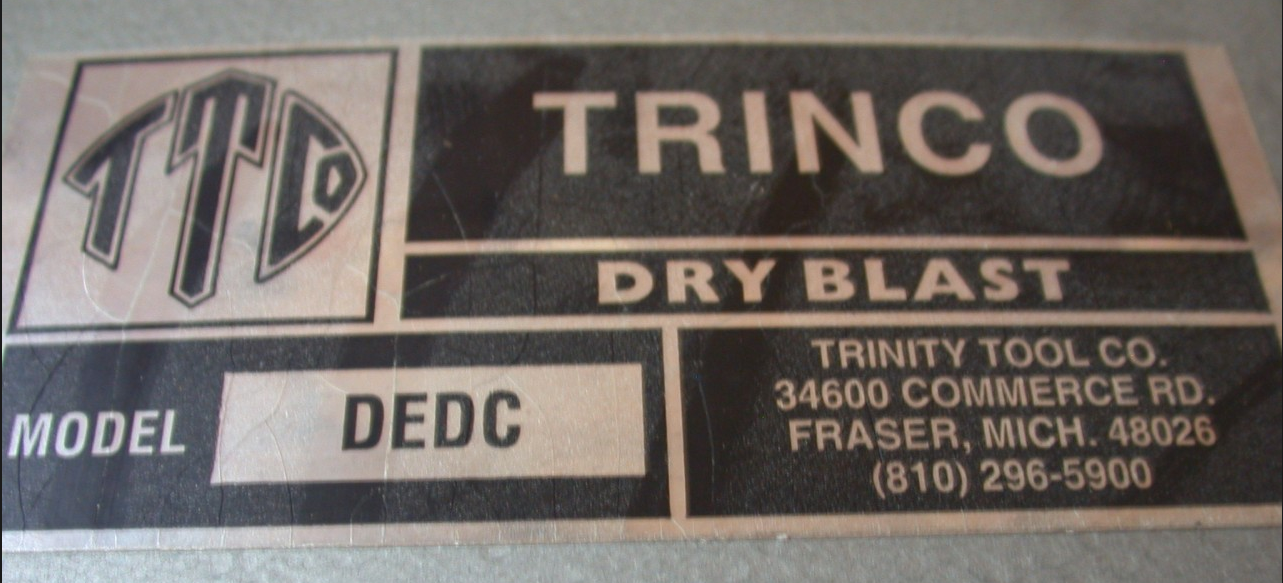 TTCo
TRINCO
DRY BLAST
MODEL DEDC
TRINITY TOOL CO.
34600 COMMERCE RD.
FRASER, MICH. 48026
(810) 296-5900